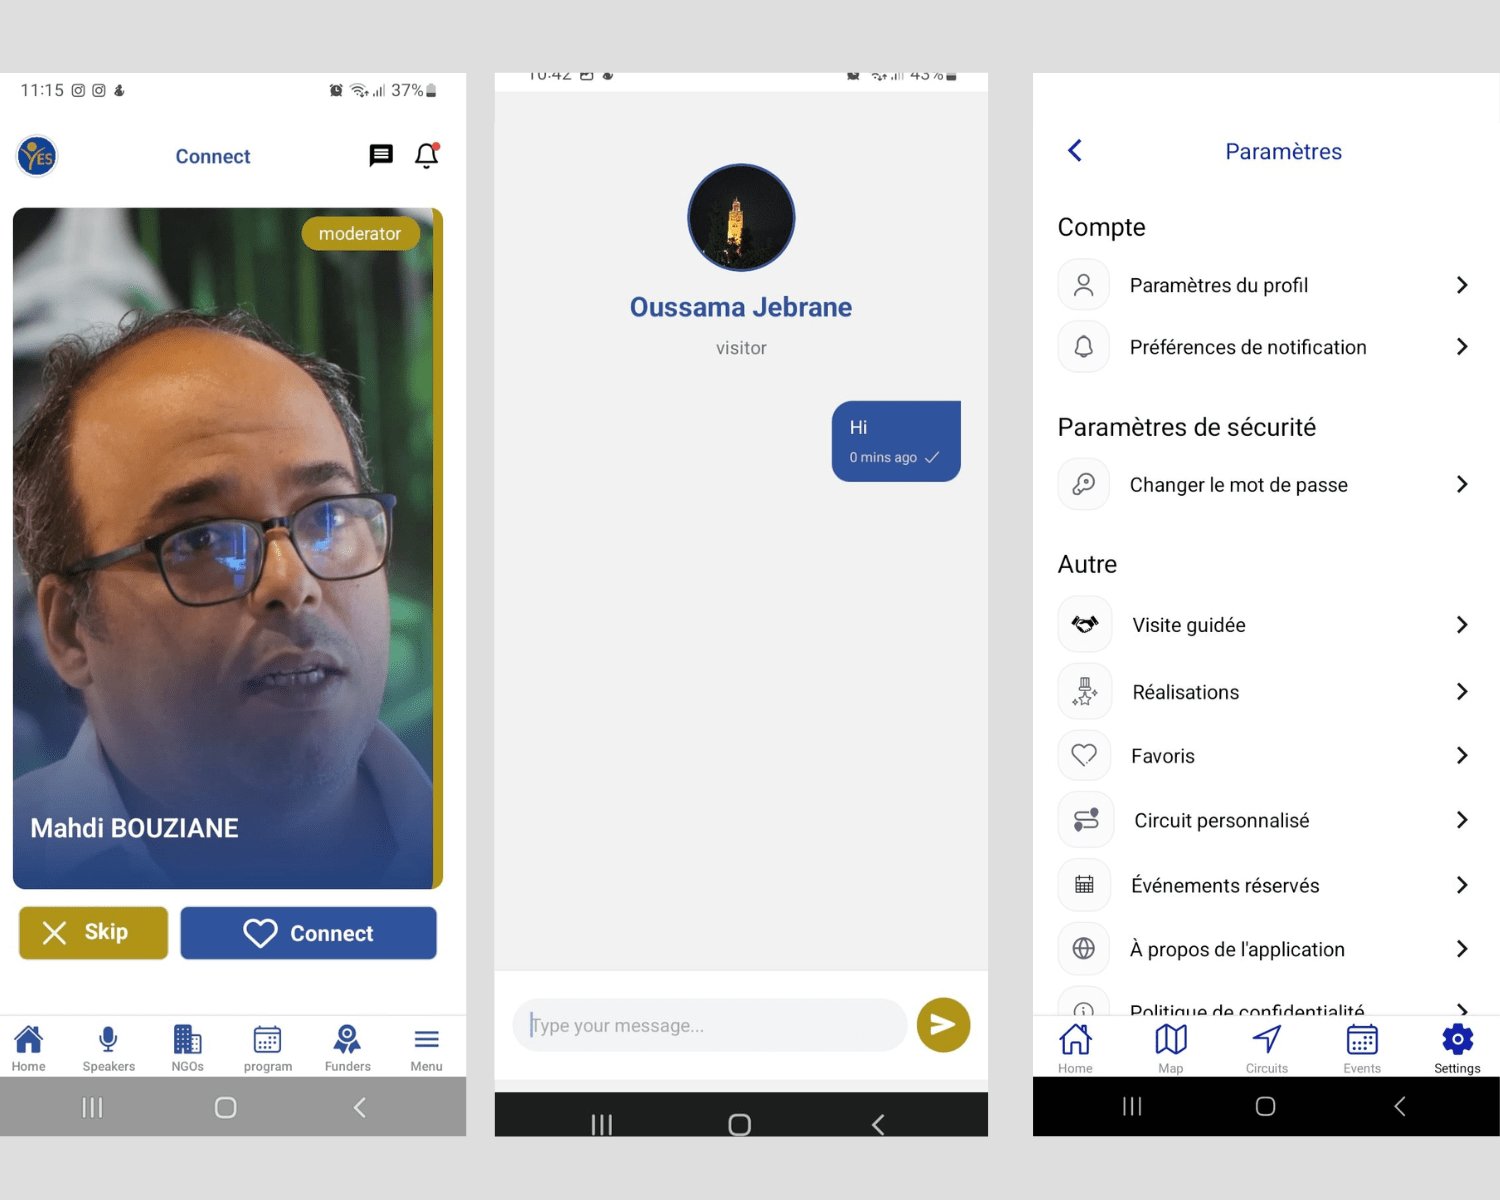 11:15
37%
YES
Connect
moderator
Mahdi BOUZIANE
Skip
Connect
Home
Speakers
NGOs
program
Funders
Menu
10:42
43%
Oussama Jebrane
visitor
Hi
0 mins ago
Type your message...
Paramètres
Compte
Paramètres du profil
Préférences de notification
Paramètres de sécurité
Changer le mot de passe
Autre
Visite guidée
Réalisations
Favoris
Circuit personnalisé
Événements réservés
À propos de l'application
Politique de confidentialité
Home
Map
Circuits
Events
Settings